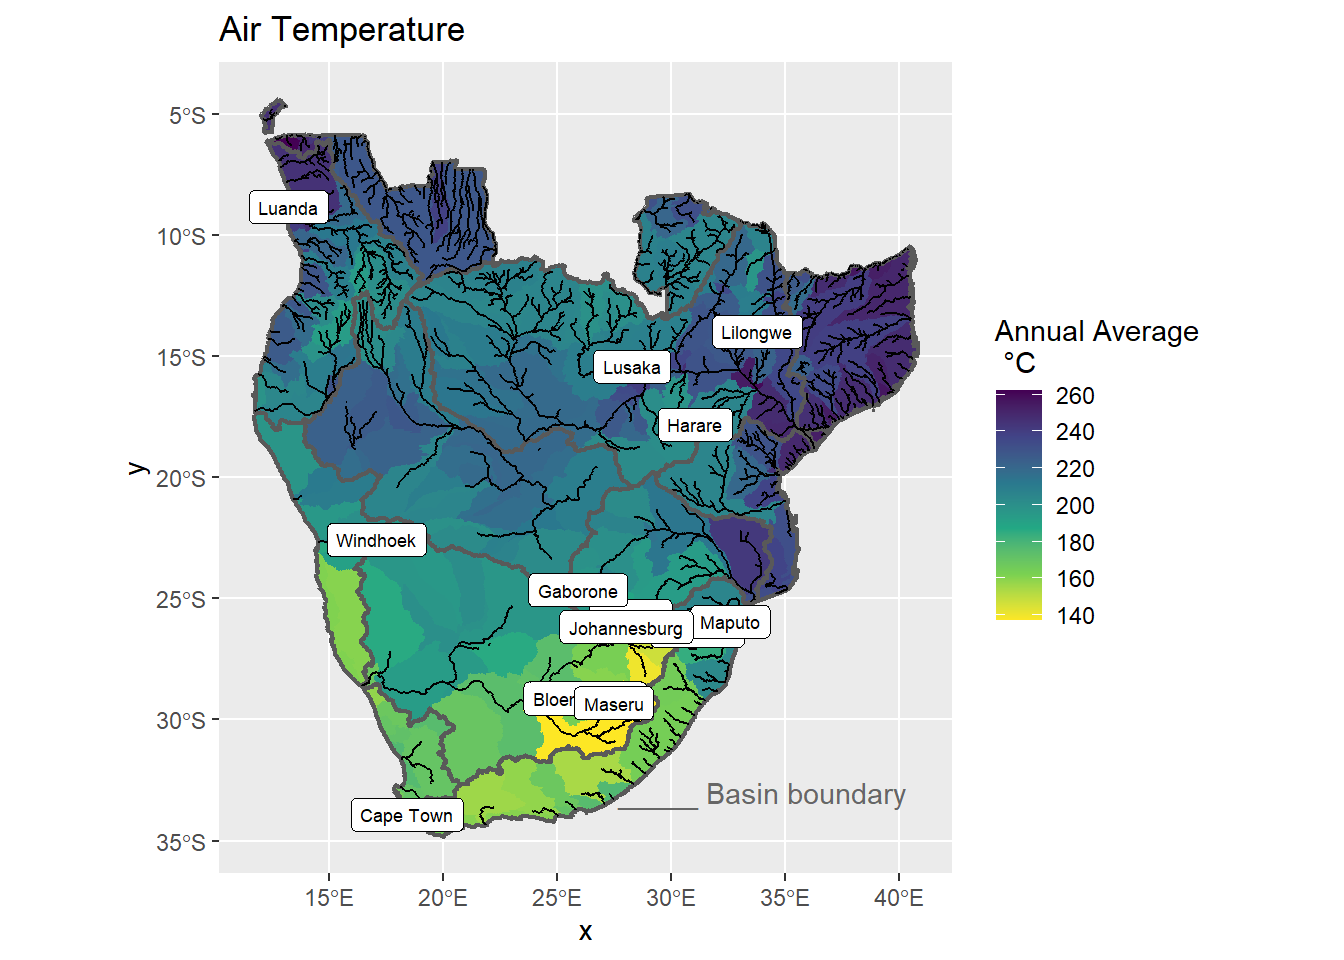 Air Temperature
5°S
10°S
15°S
20°S
25°S
30°S
35°S
y
Luanda
Lilongwe
Lusaka
Harare
Windhoek
Gaborone
Maputo
Johannesburg
Bloer
Maseru
Cape Town
Basin boundary
15°E
20°E
25°E
30°E
35°E
40°E
x
Annual Average
°C
260
240
220
200
180
160
140